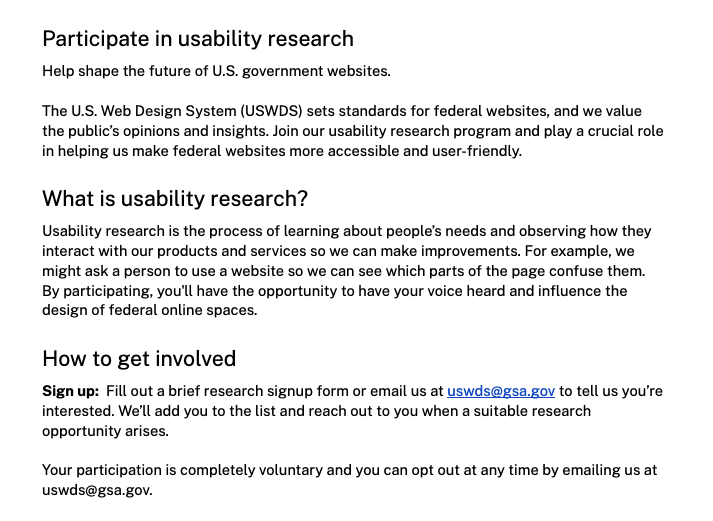 Participate in usability research
Help shape the future of U.S. government websites.
The U.S. Web Design System (USWDS) sets standards for federal websites, and we value
the public’s opinions and insights. Join our usability research program and play a crucial role
in helping us make federal websites more accessible and user-friendly.
What is usability research?
Usability research is the process of learning about people’s needs and observing how they
interact with our products and services so we can make improvements. For example, we
might ask a person to use a website so we can see which parts of the page confuse them.
By participating, you'll have the opportunity to have your voice heard and influence the
design of federal online spaces.
How to get involved
Sign up: Fill out a brief research signup form or email us at uswds@gsa.gov to tell us you’re
interested. We’ll add you to the list and reach out to you when a suitable research
opportunity arises.
Your participation is completely voluntary and you can opt out at any time by emailing us at
uswds@gsa.gov.